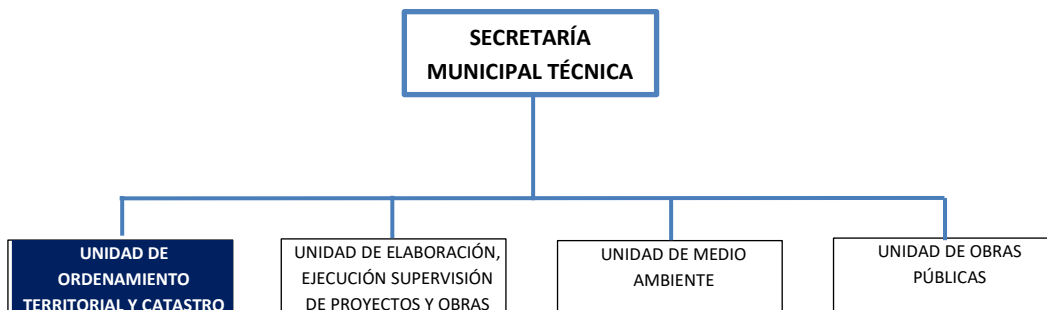 SECRETARÍA
MUNICIPAL TÉCNICA
UNIDAD DE
ORDENAMIENTO
TERRITORIAL Y CATASTRO
UNIDAD DE ELABORACIÓN,
EJECUCIÓN SUPERVISIÓN
DE PROYECTOS Y OBRAS
UNIDAD DE MEDIO
AMBIENTE
UNIDAD DE OBRAS
PÚBLICAS